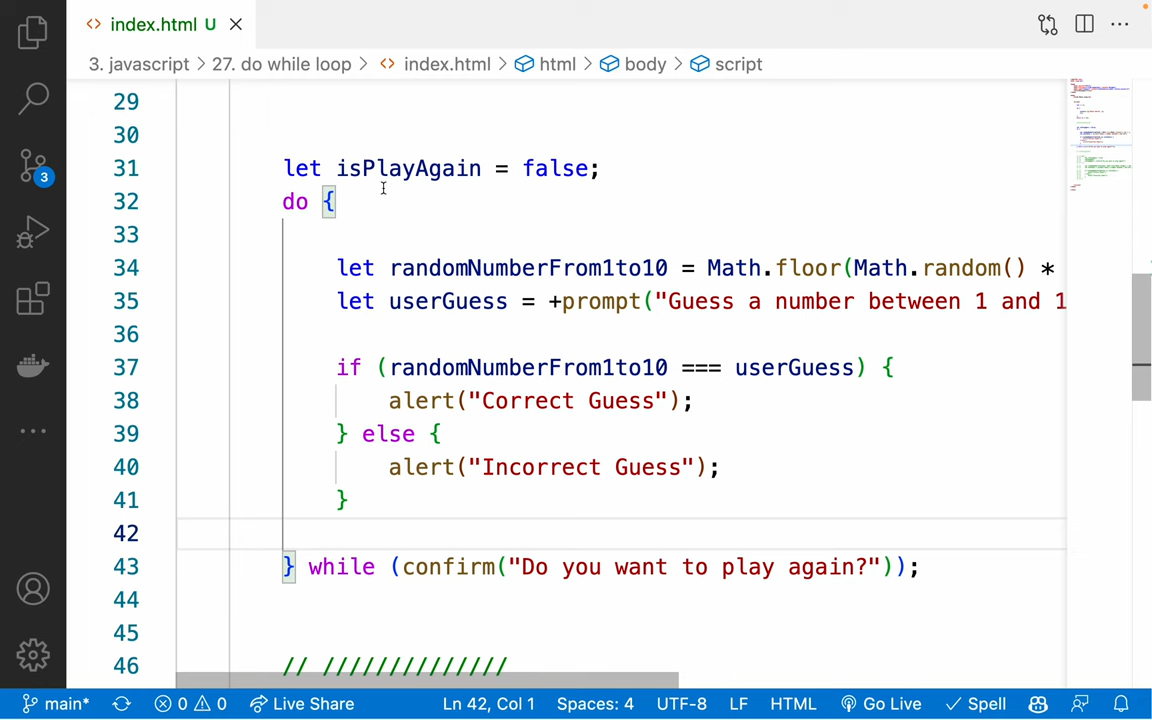 index.html U
3. javascript > 27. do while loop > index.html > html > body > script
29
30
31 let isPlayAgain = false;
32 do {
33
34 let randomNumberFrom1to10 = Math.floor(Math.random() *
35 let userGuess = +prompt("Guess a number between 1 and 1
36
37 if (randomNumberFrom1to10 === userGuess) {
38 alert("Correct Guess");
39 } else {
40 alert("Incorrect Guess");
41 }
42
43 } while (confirm("Do you want to play again?"));
44
45
46 // //////////////
3
main* 0 0 Live Share Ln 42, Col 1 Spaces: 4 UTF-8 LF HTML Go Live Spell